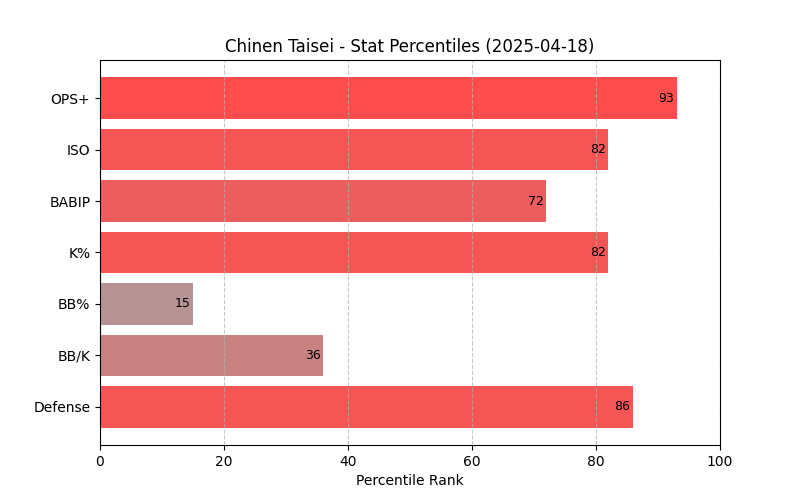 Chinen Taisei - Stat Percentiles (2025-04-18)
OPS+ 93
ISO 82
BABIP 72
K% 82
BB% 15
BB/K 36
Defense 86
0 20 40 60 80 100
Percentile Rank